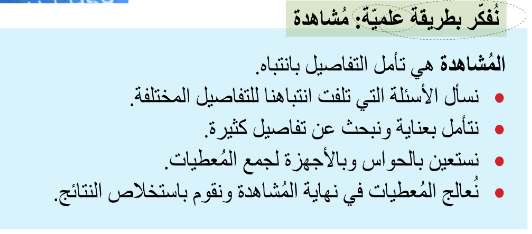 نُفكّر بطريقة علميّة: مُشاهدة
المُشاهدة هي تأمل التفاصيل بانتباه.
• نسأل الأسئلة التي تلفت انتباهنا للتفاصيل المختلفة.
• نتأمل بعناية ونبحث عن تفاصيل كثيرة.
• نستعين بالحواس وبالأجهزة لجمع المُعطيات.
• نُعالج المُعطيات في نهاية المُشاهدة ونقوم باستخلاص النتائج.